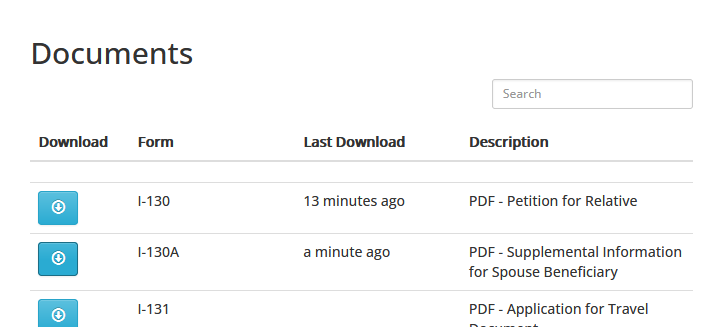 Documents
Search
Download Form Last Download Description
I-130 13 minutes ago PDF - Petition for Relative
I-130A a minute ago PDF - Supplemental Information
for Spouse Beneficiary
I-131 PDF - Application for Travel
Document